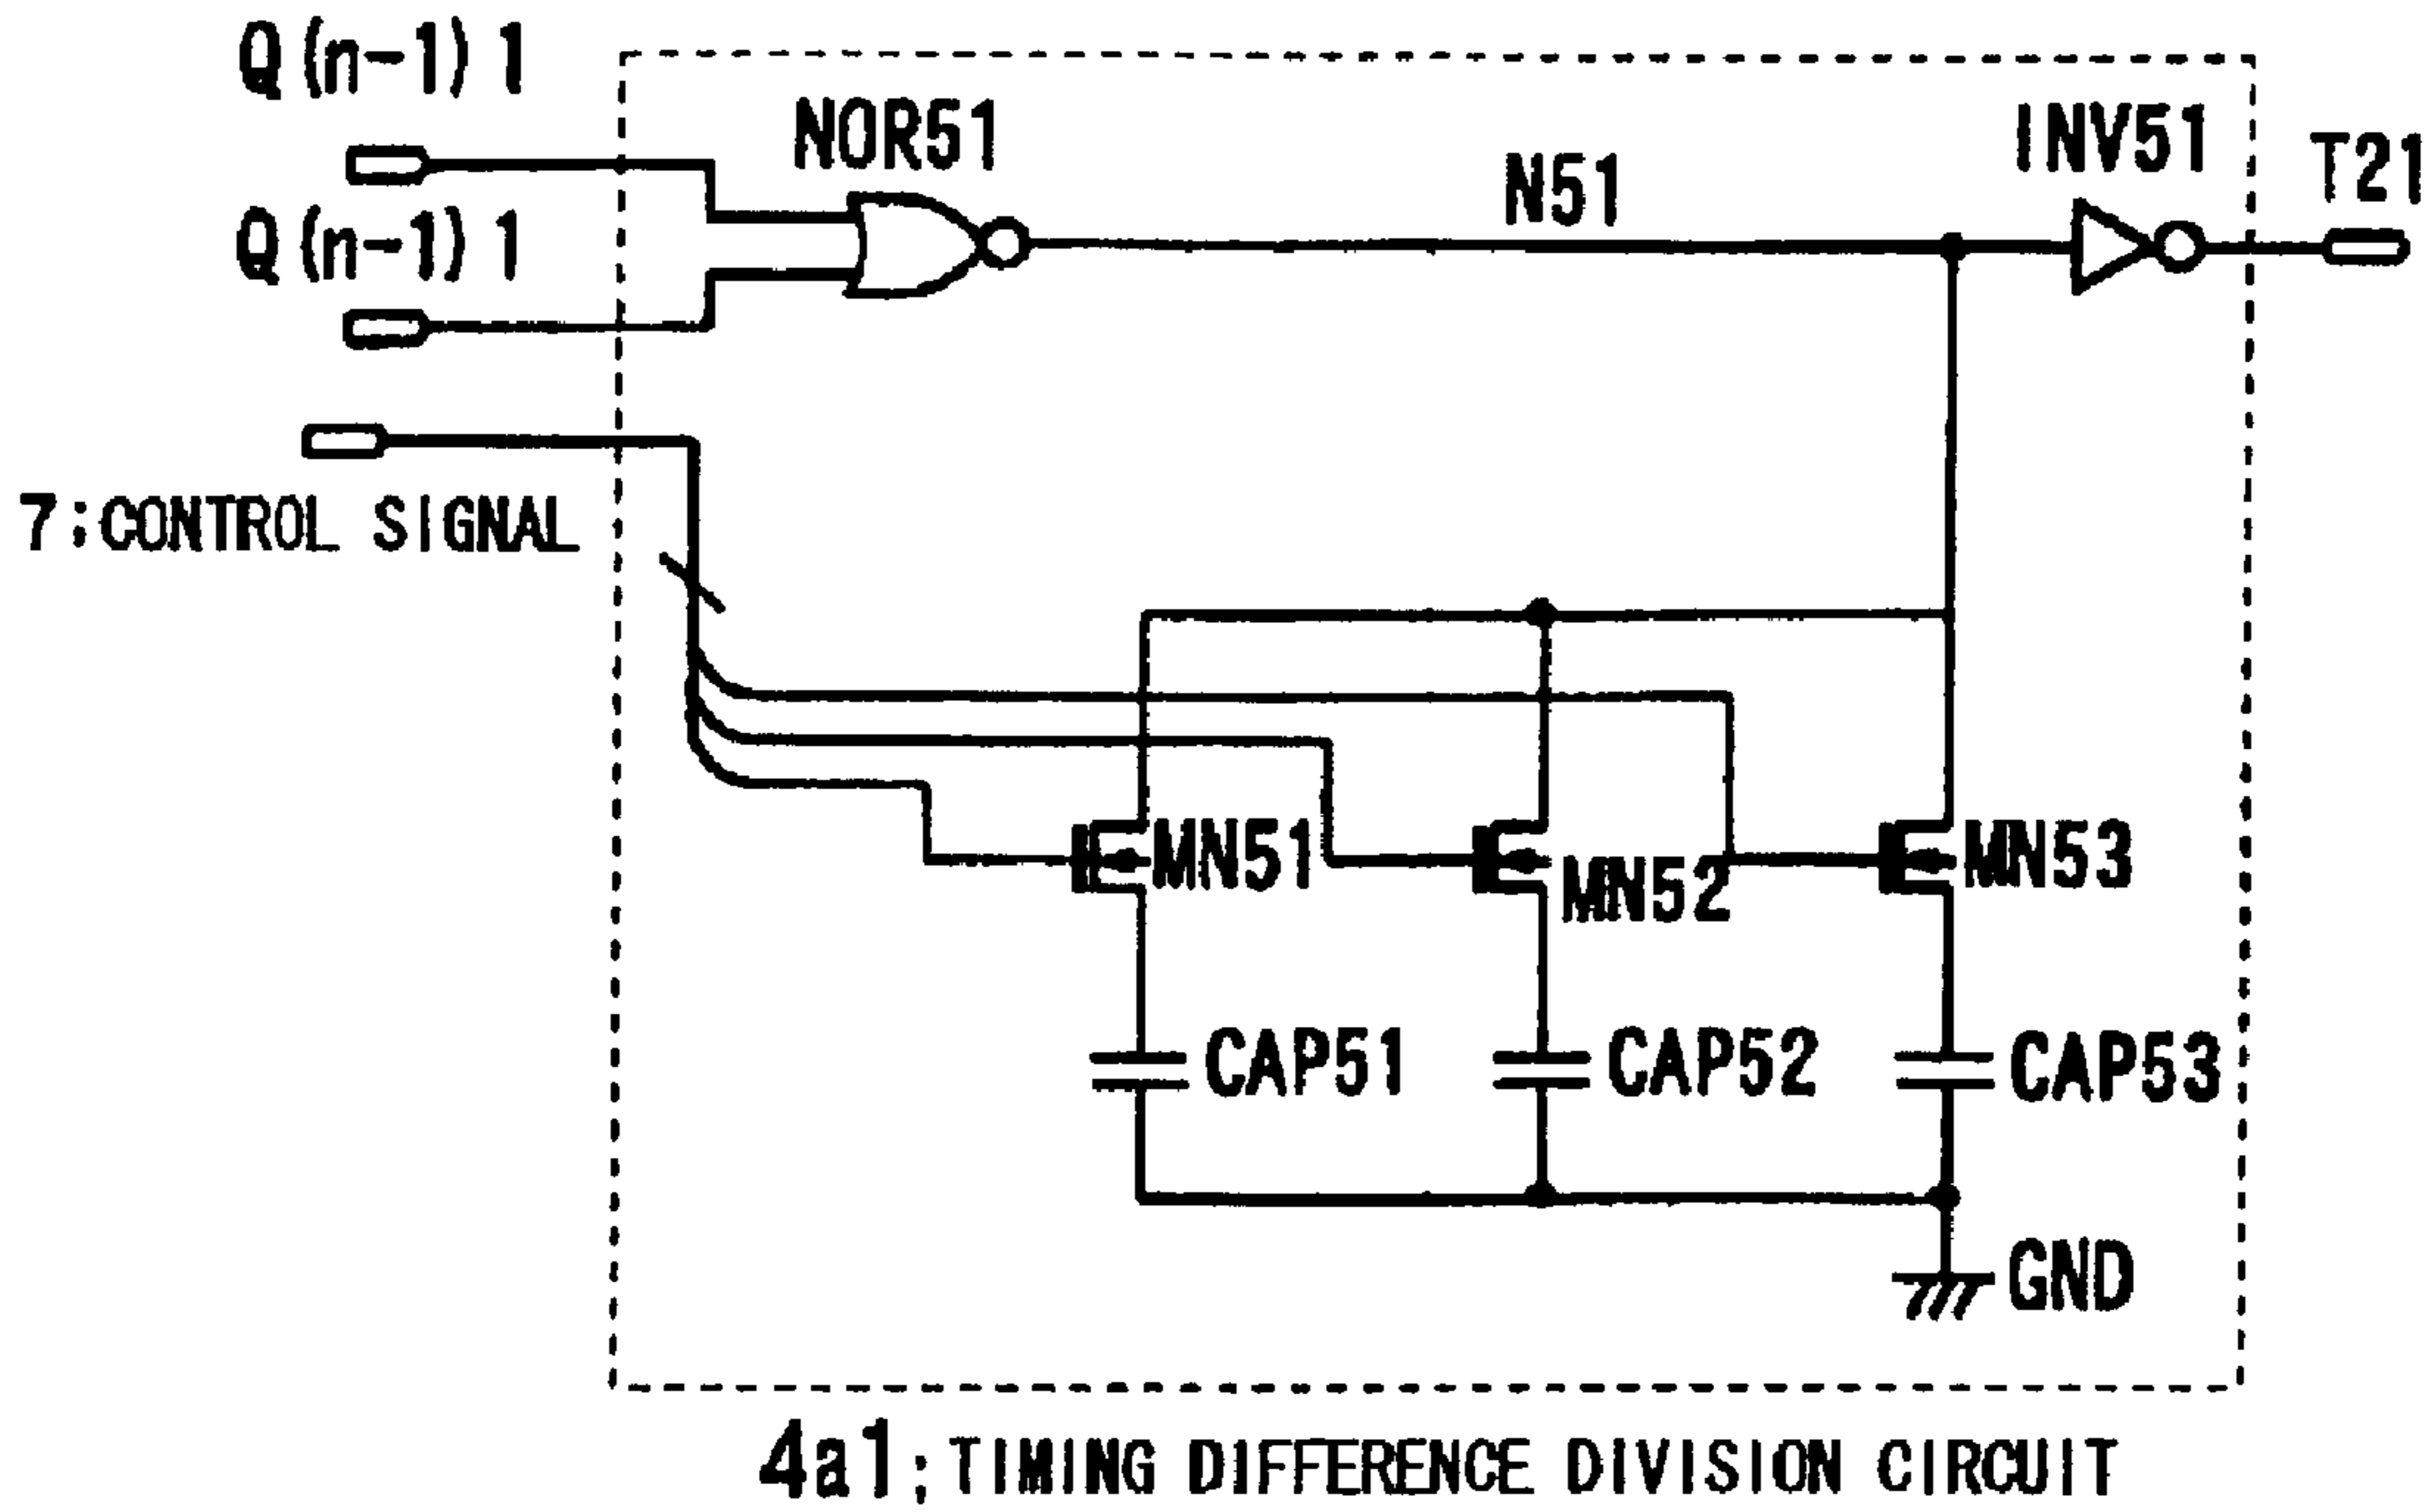 Q(n-1)1
NOR51
INV51
T21
N51
Q(n-1)1
7;CONTROL SIGNAL
MN51
MN52
MN53
CAP51
CAP52
CAP53
GND
4a1;TIMING DIFFERENCE DIVISION CIRCUIT